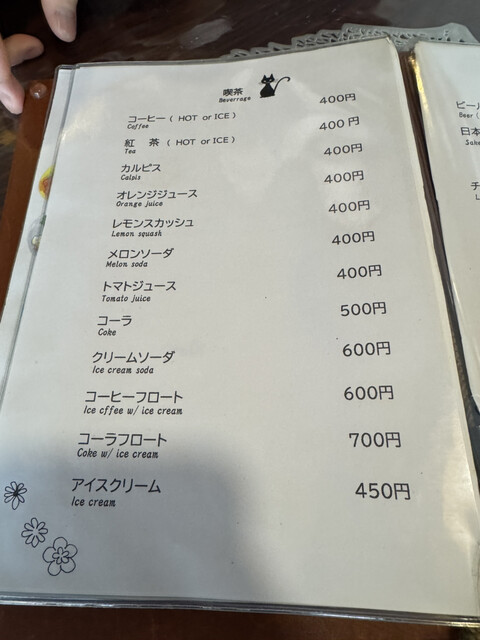 喫茶
Beverrage
コーヒー ( HOT or ICE ) 400円
Coffee
紅 茶 ( HOT or ICE ) 400円
Tea
カルピス 400円
Calsis
オレンジジュース 400円
Orange juice
レモンスカッシュ 400円
Lemon squash
メロンソーダ 400円
Melon soda
トマトジュース 400円
Tomato juice
コーラ 500円
Coke
クリームソーダ 600円
Ice cream soda
コーヒーフロート 600円
Ice cffee w/ ice cream
コーラフロート 700円
Coke w/ ice cream
アイスクリーム 450円
Ice cream
ビール
Beer (
日本
Sake
チ